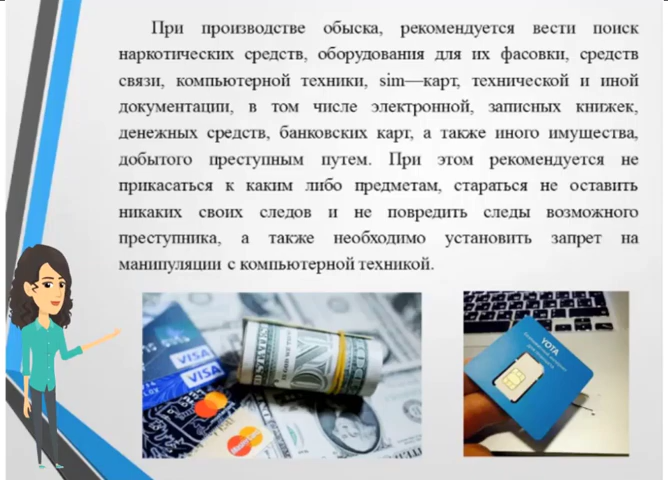 При производстве обыска, рекомендуется вести поиск
наркотических средств, оборудования для их фасовки, средств
связи, компьютерной техники, sim—карт, технической и иной
документации, в том числе электронной, записных книжек,
денежных средств, банковских карт, а также иного имущества,
добытого преступным путем. При этом рекомендуется не
прикасаться к каким либо предметам, стараться не оставить
никаких своих следов и не повредить следы возможного
преступника, а также необходимо установить запрет на
манипуляции с компьютерной техникой.
VISA
VISA
YOTA